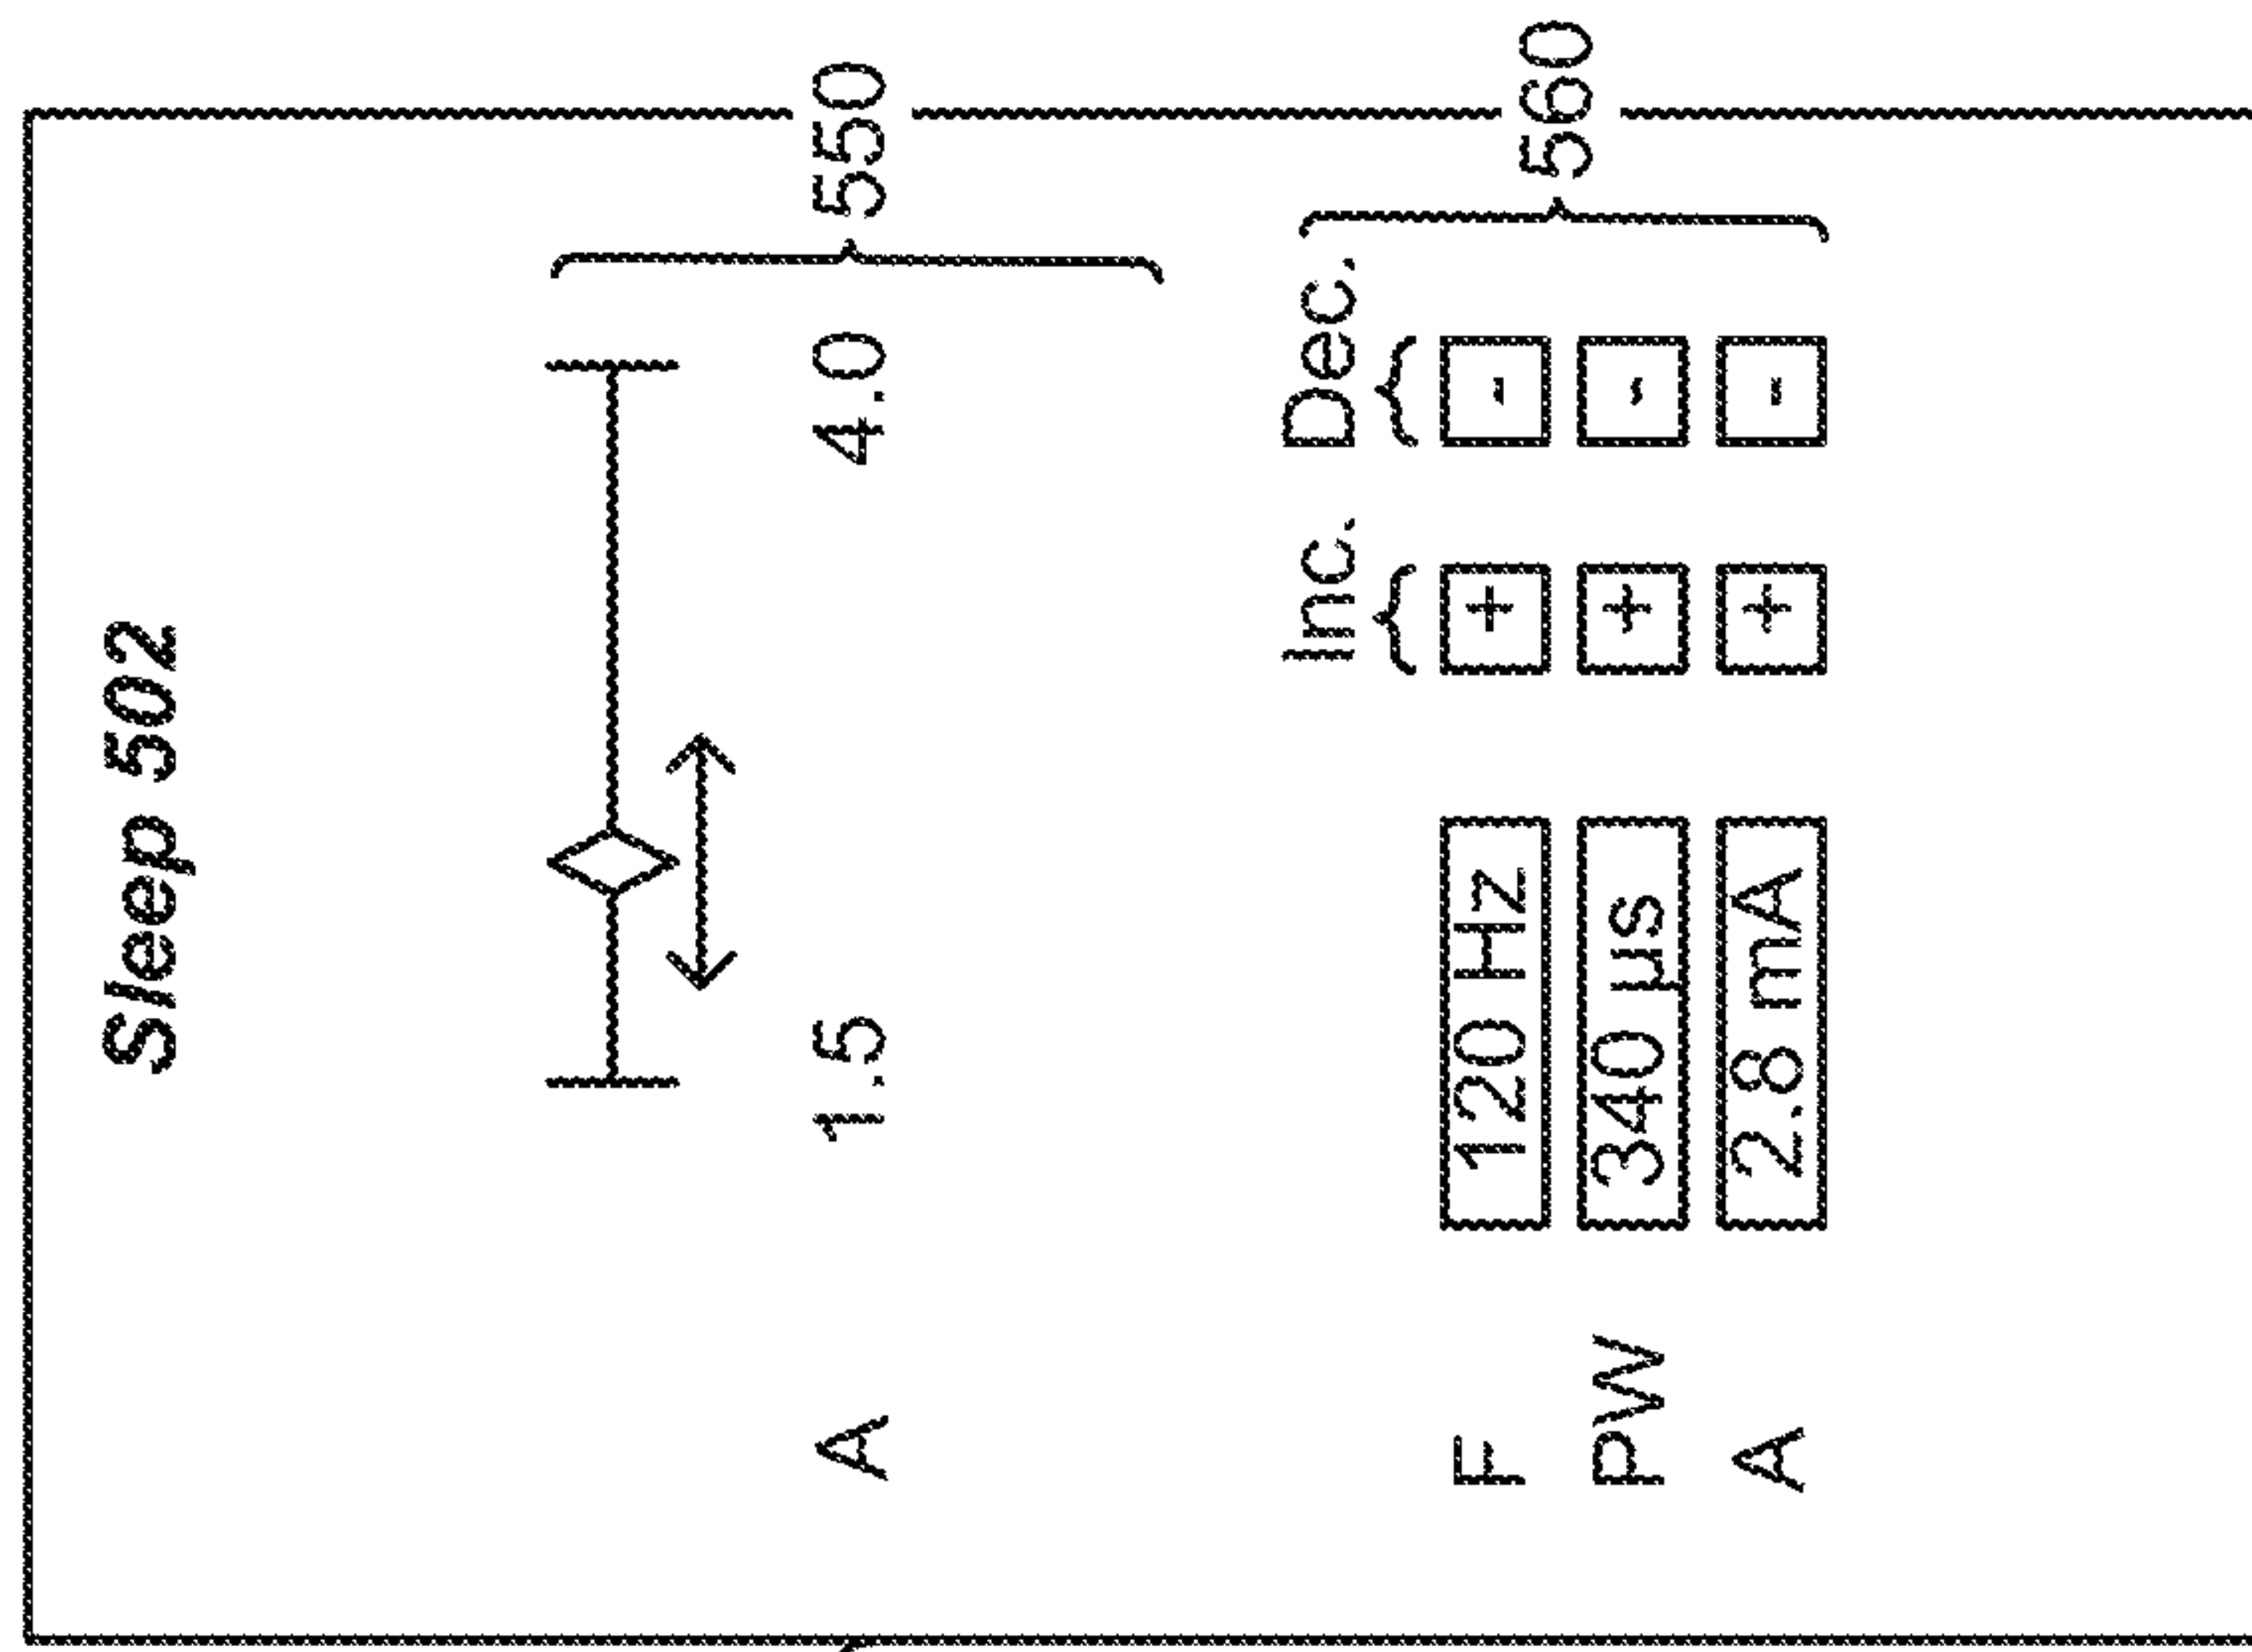 Sleep 502
A 1.5 4.0 550
Inc. Dec.
F 120 Hz + -
PW 340 µs + -
A 2.8 mA + -
560